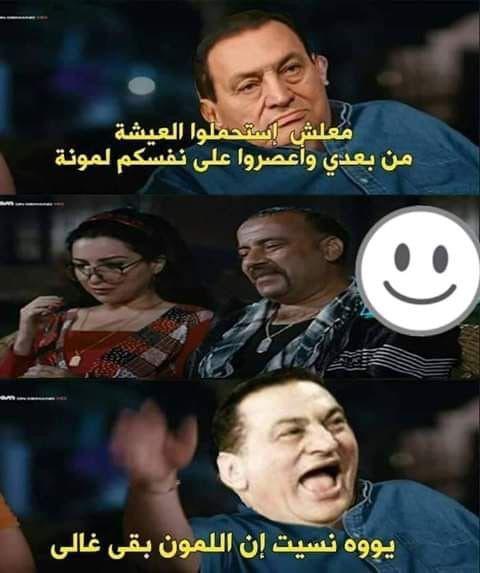 معلش إستحملوا العيشة
من بعدي وأعصروا على نفسكم لمونة
يووه نسيت إن اللمون بقى غالى